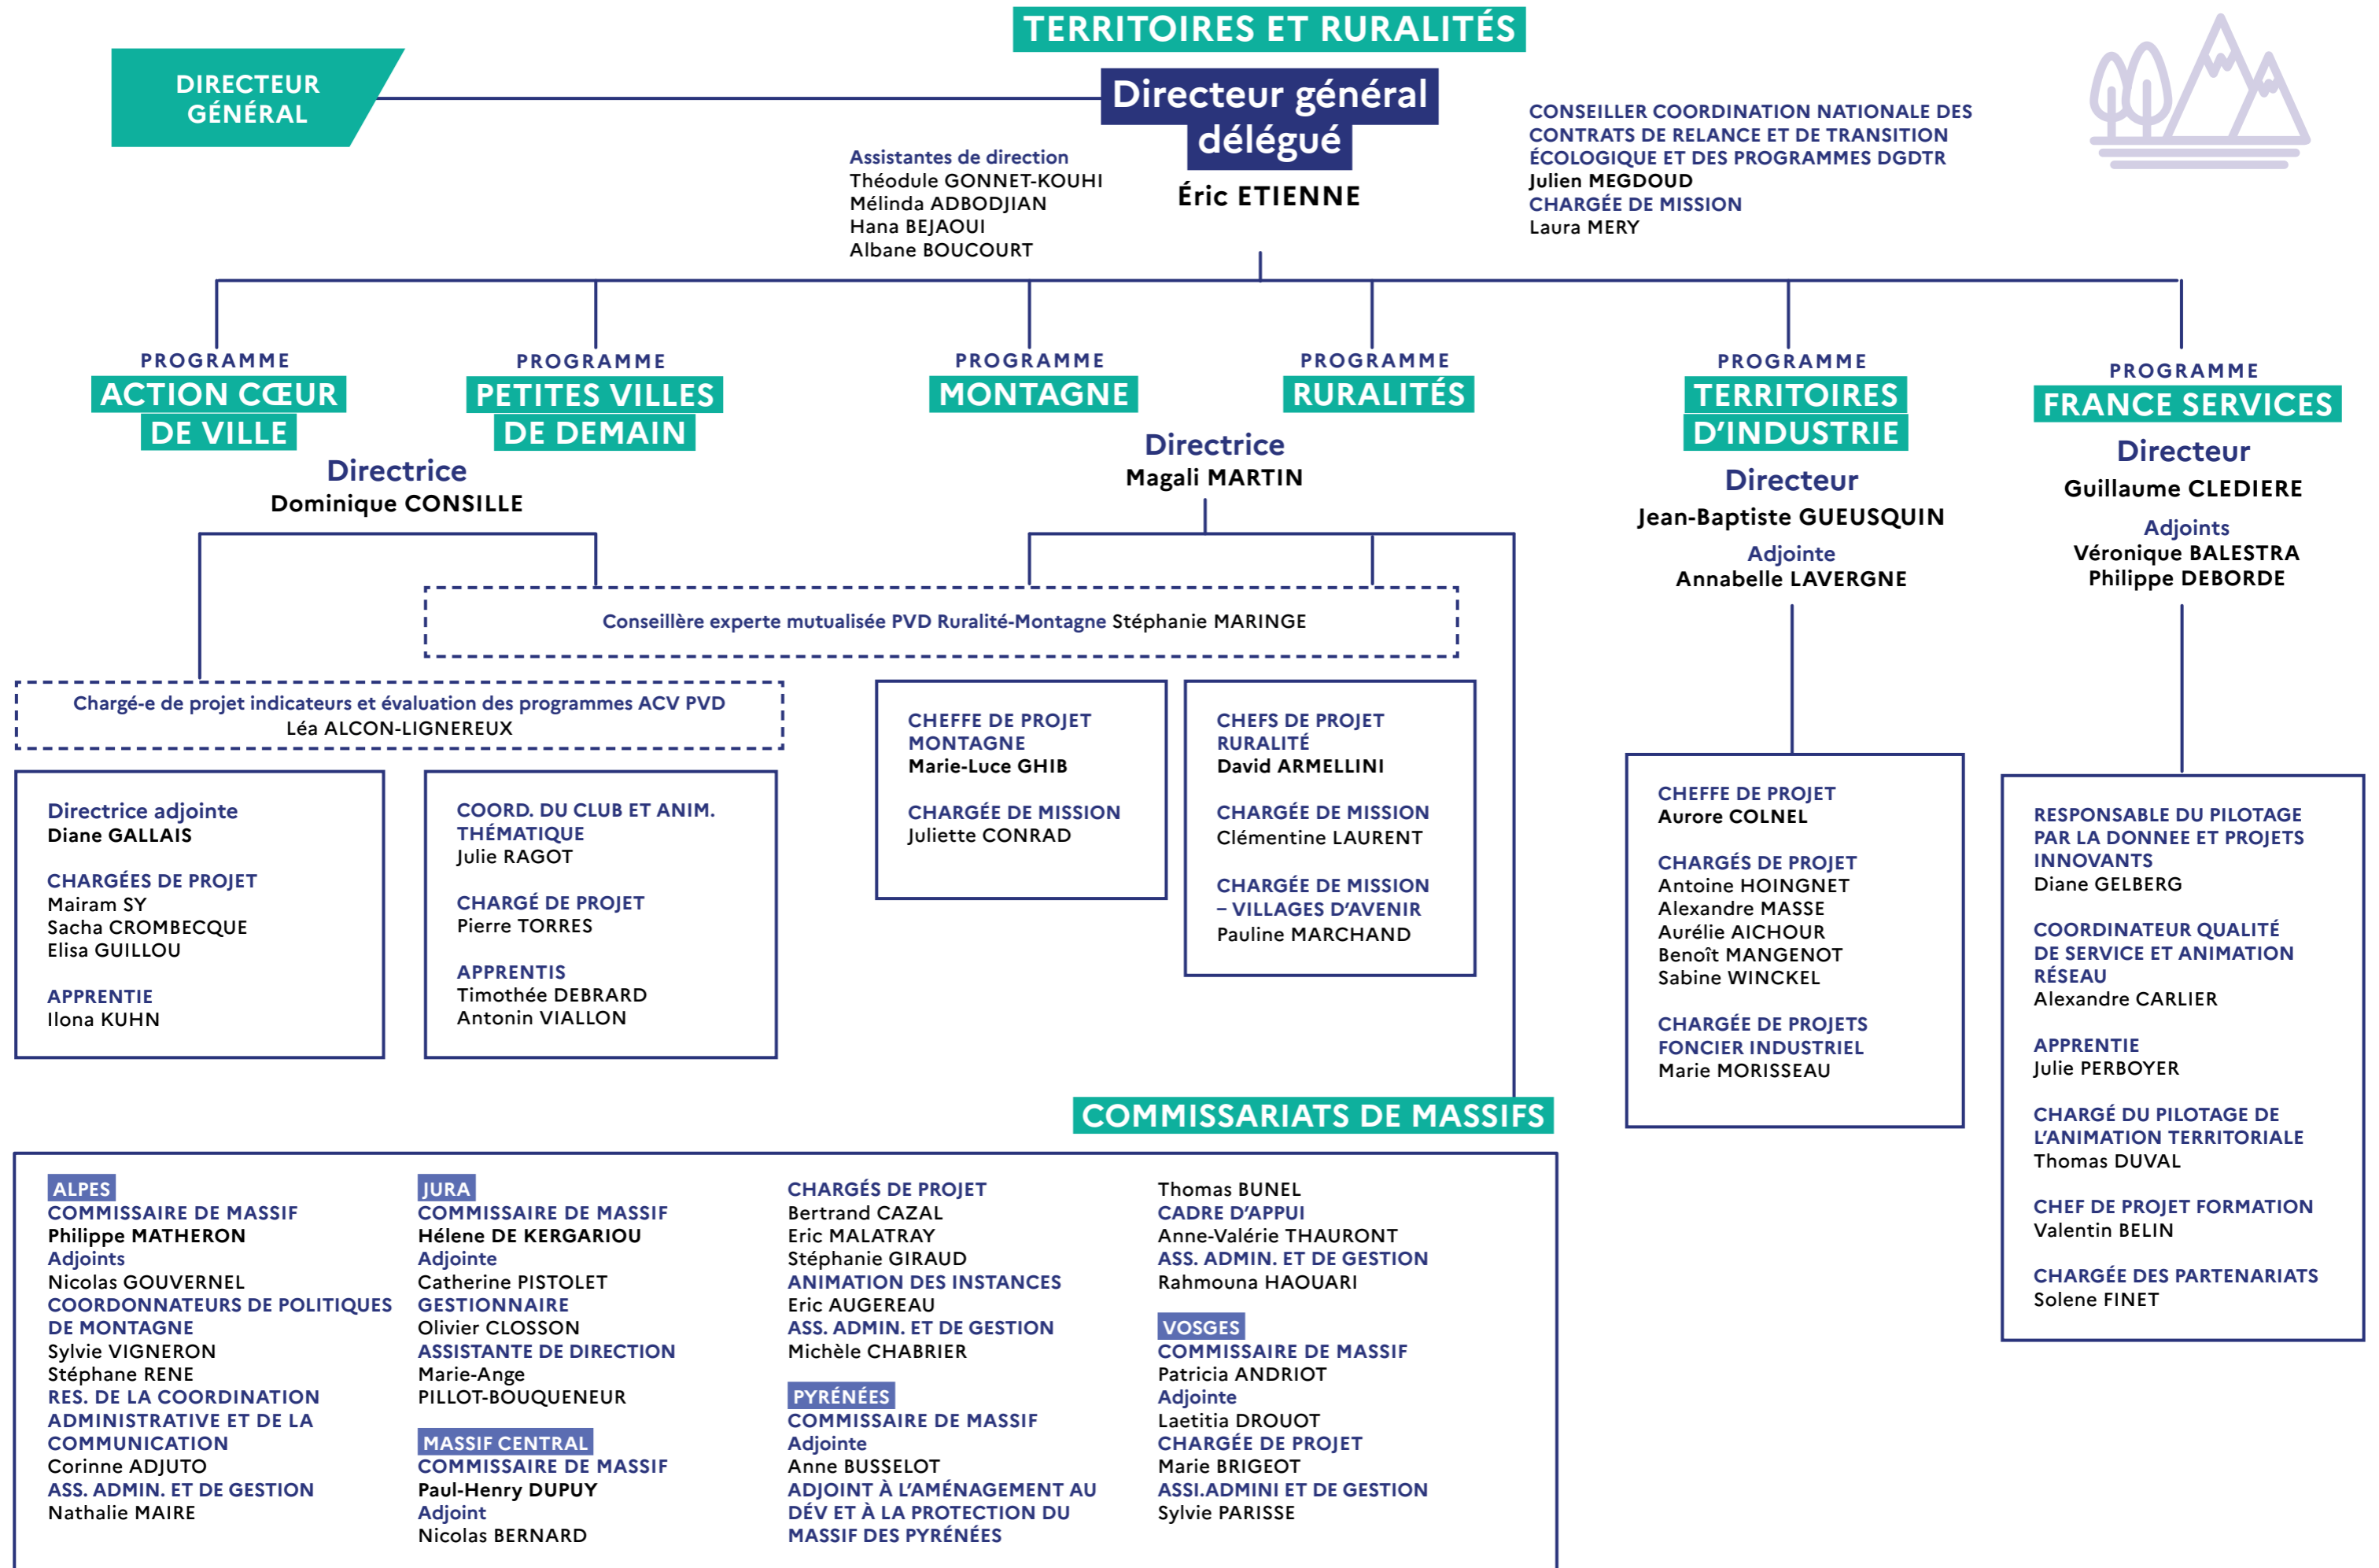 TERRITOIRES ET RURALITÉS
DIRECTEUR
GÉNÉRAL
Directeur général
délégué
Éric ETIENNE
Assistantes de direction
Théodule GONNET-KOUHI
Mélinda ADBODJIAN
Hana BEJAOUI
Albane BOUCOURT
CONSEILLER COORDINATION NATIONALE DES
CONTRATS DE RELANCE ET DE TRANSITION
ÉCOLOGIQUE ET DES PROGRAMMES DGDTR
Julien MEGDOUD
CHARGÉE DE MISSION
Laura MERY
PROGRAMME
ACTION CŒUR
DE VILLE
PROGRAMME
PETITES VILLES
DE DEMAIN
Directrice
Dominique CONSILLE
PROGRAMME
MONTAGNE
PROGRAMME
RURALITÉS
Directrice
Magali MARTIN
PROGRAMME
TERRITOIRES
D'INDUSTRIE
Directeur
Jean-Baptiste GUEUSQUIN
Adjointe
Annabelle LAVERGNE
PROGRAMME
FRANCE SERVICES
Directeur
Guillaume CLEDIERE
Adjoints
Véronique BALESTRA
Philippe DEBORDE
Conseillère experte mutualisée PVD Ruralité-Montagne Stéphanie MARINGE
Chargé-e de projet indicateurs et évaluation des programmes ACV PVD
Léa ALCON-LIGNEREUX
Directrice adjointe
Diane GALLAIS
CHARGÉES DE PROJET
Mairam SY
Sacha CROMBECQUE
Elisa GUILLOU
APPRENTIE
Ilona KUHN
COORD. DU CLUB ET ANIM.
THÉMATIQUE
Julie RAGOT
CHARGÉ DE PROJET
Pierre TORRES
APPRENTIS
Timothée DEBRARD
Antonin VIALLON
CHEFFE DE PROJET
MONTAGNE
Marie-Luce GHIB
CHARGÉE DE MISSION
Juliette CONRAD
CHEFS DE PROJET
RURALITÉ
David ARMELLINI
CHARGÉE DE MISSION
Clémentine LAURENT
CHARGÉE DE MISSION
– VILLAGES D'AVENIR
Pauline MARCHAND
CHEFFE DE PROJET
Aurore COLNEL
CHARGÉS DE PROJET
Antoine HOINGNET
Alexandre MASSE
Aurélie AICHOUR
Benoît MANGENOT
Sabine WINCKEL
CHARGÉE DE PROJETS
FONCIER INDUSTRIEL
Marie MORISSEAU
RESPONSABLE DU PILOTAGE
PAR LA DONNEE ET PROJETS
INNOVANTS
Diane GELBERG
COORDINATEUR QUALITÉ
DE SERVICE ET ANIMATION
RÉSEAU
Alexandre CARLIER
APPRENTIE
Julie PERBOYER
CHARGÉ DU PILOTAGE DE
L'ANIMATION TERRITORIALE
Thomas DUVAL
CHEF DE PROJET FORMATION
Valentin BELIN
CHARGÉE DES PARTENARIATS
Solene FINET
COMMISSARIATS DE MASSIFS
ALPES
COMMISSAIRE DE MASSIF
Philippe MATHERON
Adjoints
Nicolas GOUVERNEL
COORDONNATEURS DE POLITIQUES
DE MONTAGNE
Sylvie VIGNERON
Stéphane RENE
RES. DE LA COORDINATION
ADMINISTRATIVE ET DE LA
COMMUNICATION
Corinne ADJUTO
ASS. ADMIN. ET DE GESTION
Nathalie MAIRE
JURA
COMMISSAIRE DE MASSIF
Hélene DE KERGARIOU
Adjointe
Catherine PISTOLET
GESTIONNAIRE
Olivier CLOSSON
ASSISTANTE DE DIRECTION
Marie-Ange
PILLOT-BOUQUENEUR
MASSIF CENTRAL
COMMISSAIRE DE MASSIF
Paul-Henry DUPUY
Adjoint
Nicolas BERNARD
CHARGÉS DE PROJET
Bertrand CAZAL
Eric MALATRAY
Stéphanie GIRAUD
ANIMATION DES INSTANCES
Eric AUGEREAU
ASS. ADMIN. ET DE GESTION
Michèle CHABRIER
PYRÉNÉES
COMMISSAIRE DE MASSIF
Adjointe
Anne BUSSELOT
ADJOINT À L'AMÉNAGEMENT AU
DÉV ET À LA PROTECTION DU
MASSIF DES PYRÉNÉES
Thomas BUNEL
CADRE D'APPUI
Anne-Valérie THAURONT
ASS. ADMIN. ET DE GESTION
Rahmouna HAOUARI
VOSGES
COMMISSAIRE DE MASSIF
Patricia ANDRIOT
Adjointe
Laetitia DROUOT
CHARGÉE DE PROJET
Marie BRIGEOT
ASSI.ADMINI ET DE GESTION
Sylvie PARISSE